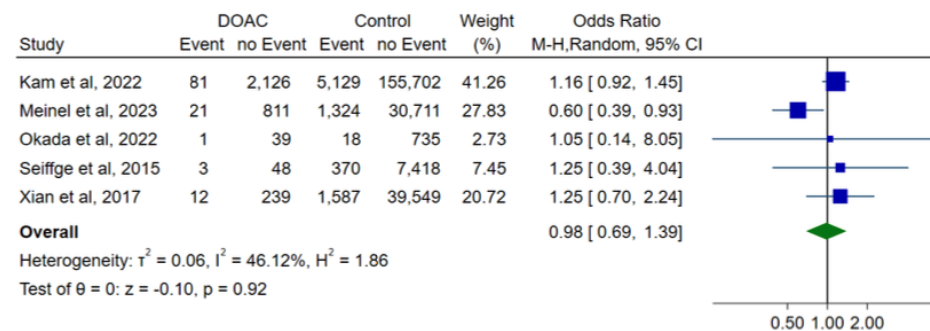 DOAC Control Weight Odds Ratio
Study Event no Event Event no Event (%) M-H,Random, 95% CI
Kam et al, 2022 81 2,126 5,129 155,702 41.26 1.16 [ 0.92, 1.45]
Meinel et al, 2023 21 811 1,324 30,711 27.83 0.60 [ 0.39, 0.93]
Okada et al, 2022 1 39 18 735 2.73 1.05 [ 0.14, 8.05]
Seiffge et al, 2015 3 48 370 7,418 7.45 1.25 [ 0.39, 4.04]
Xian et al, 2017 12 239 1,587 39,549 20.72 1.25 [ 0.70, 2.24]
Overall 0.98 [ 0.69, 1.39]
Heterogeneity: τ² = 0.06, I² = 46.12%, H² = 1.86
Test of θ = 0: z = -0.10, p = 0.92
0.50 1.00 2.00